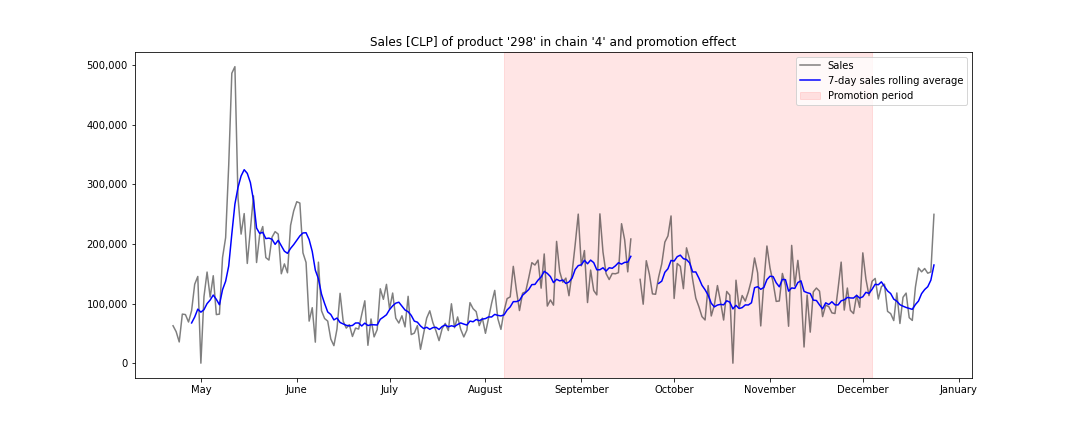 Sales [CLP] of product '298' in chain '4' and promotion effect
Sales
7-day sales rolling average
Promotion period
500,000
400,000
300,000
200,000
100,000
0
May June July August September October November December January